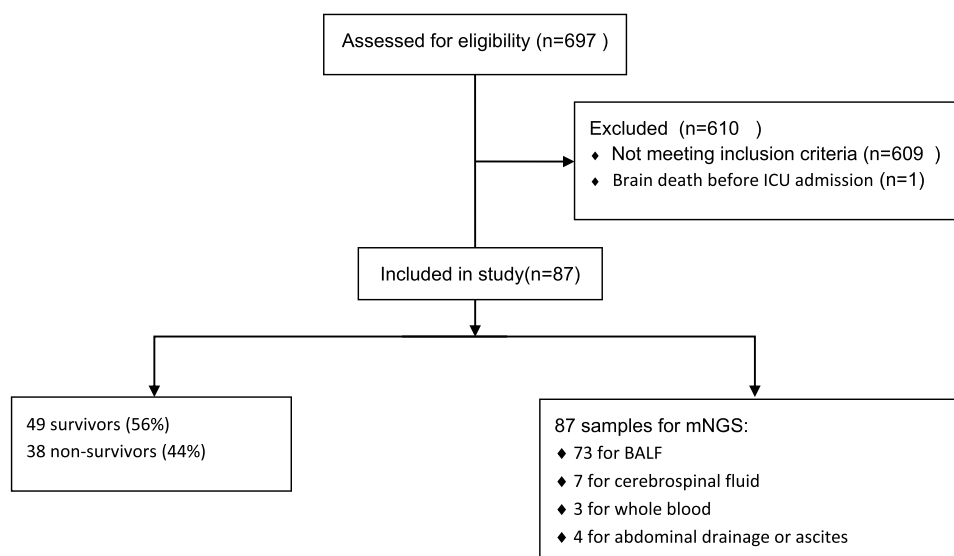 Assessed for eligibility (n=697 )
Excluded (n=610 )
♦ Not meeting inclusion criteria (n=609 )
♦ Brain death before ICU admission (n=1)
Included in study(n=87)
49 survivors (56%)
38 non-survivors (44%)
87 samples for mNGS:
♦ 73 for BALF
♦ 7 for cerebrospinal fluid
♦ 3 for whole blood
♦ 4 for abdominal drainage or ascites